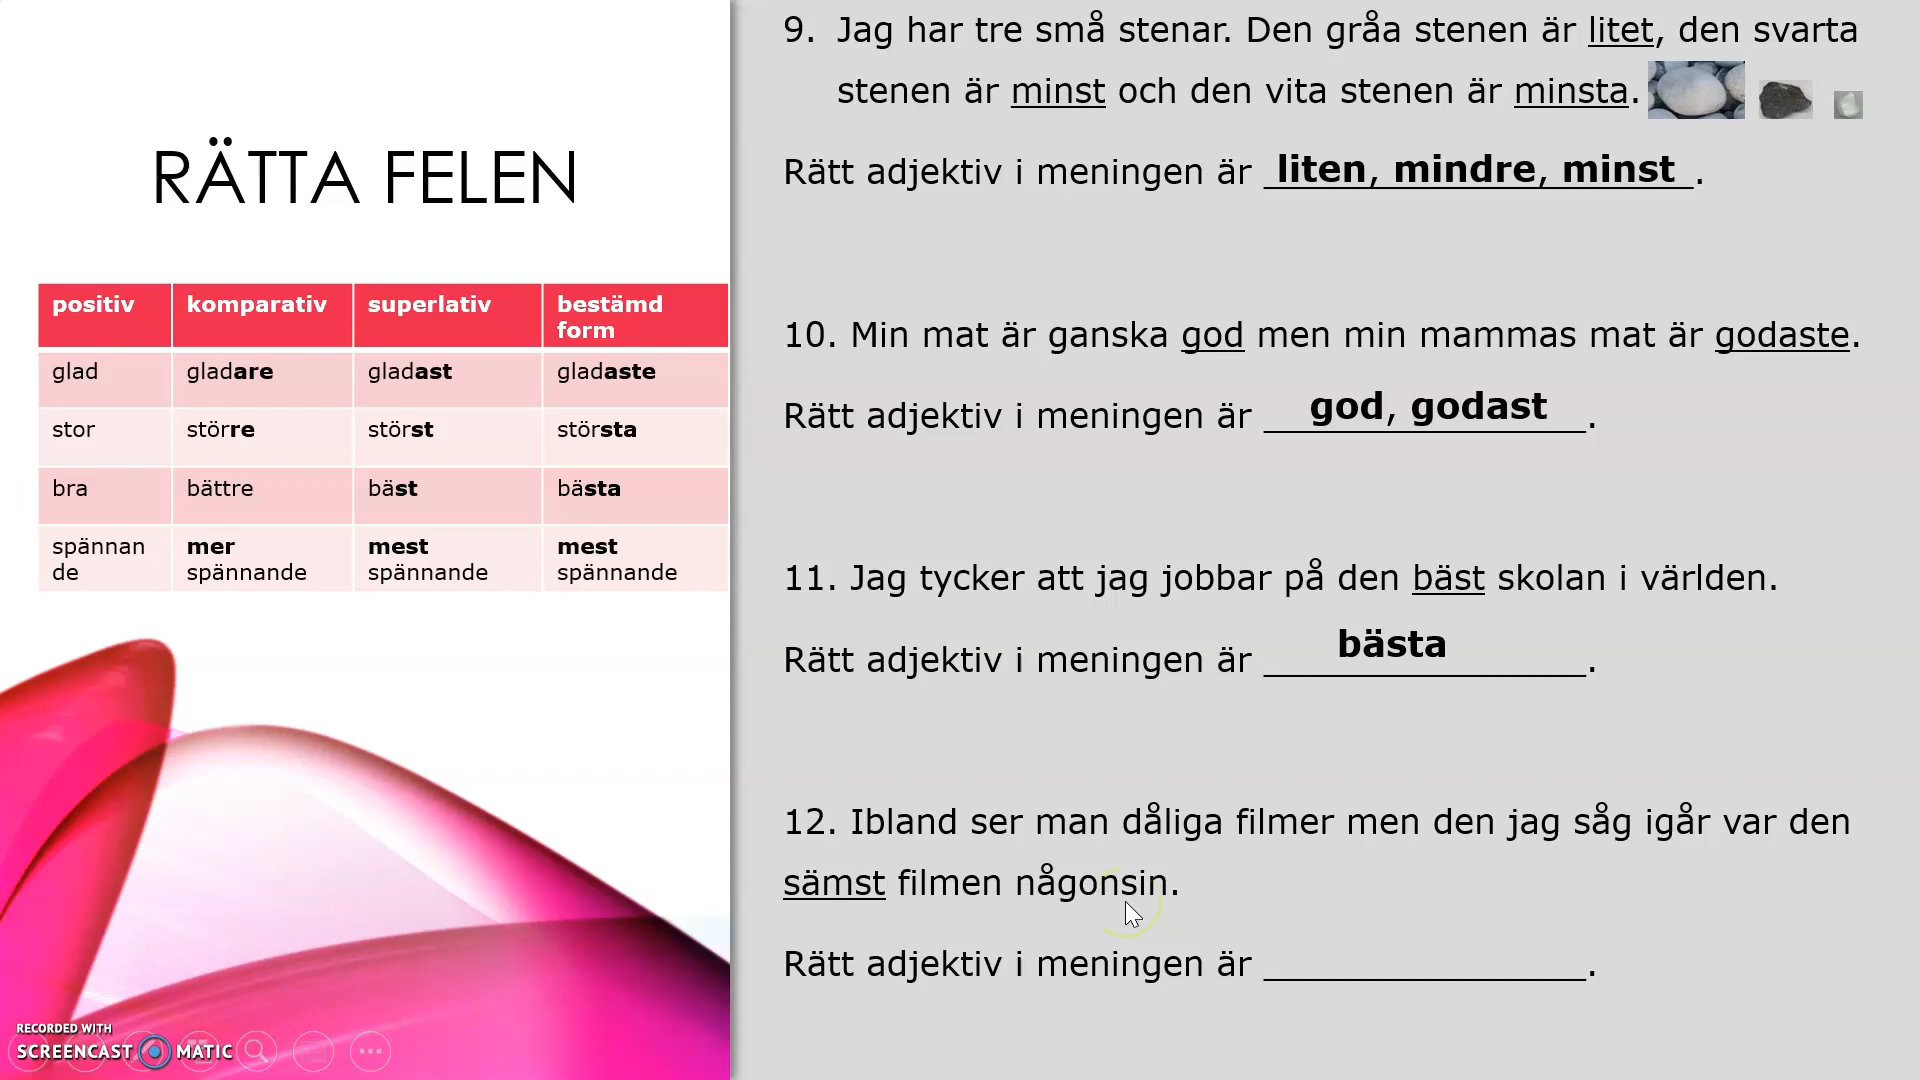 RÄTTA FELEN
positiv komparativ superlativ bestämd form
glad gladare gladast gladaste
stor större störst största
bra bättre bäst bästa
spännande mer spännande mest spännande mest spännande
9. Jag har tre små stenar. Den gråa stenen är litet, den svarta
stenen är minst och den vita stenen är minsta.
Rätt adjektiv i meningen är liten, mindre, minst.
10. Min mat är ganska god men min mammas mat är godaste.
Rätt adjektiv i meningen är god, godast.
11. Jag tycker att jag jobbar på den bäst skolan i världen.
Rätt adjektiv i meningen är bästa.
12. Ibland ser man dåliga filmer men den jag såg igår var den
sämst filmen någonsin.
Rätt adjektiv i meningen är _______________.
RECORDED WITH
SCREENCAST MATIC